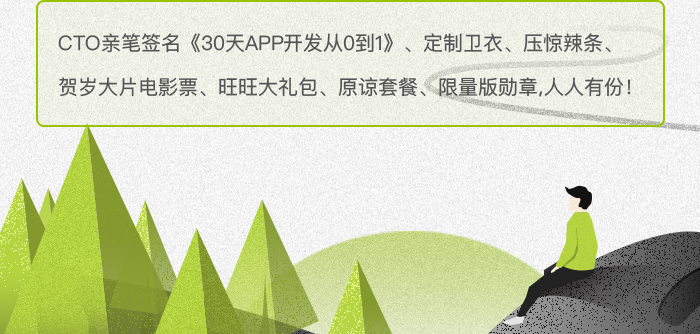 CTO亲笔签名《30天APP开发从0到1》、定制卫衣、压惊辣条、
贺岁大片电影票、旺旺大礼包、原谅套餐、限量版勋章,人人有份！